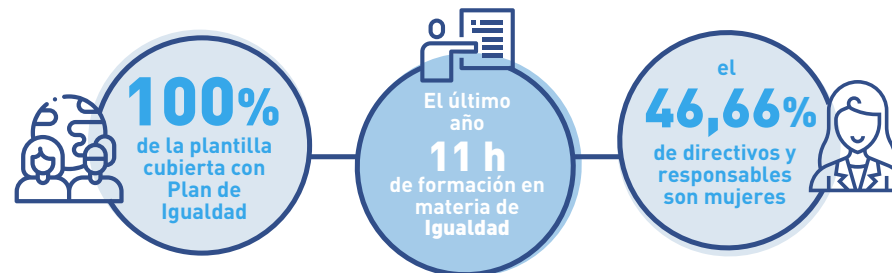 100%
de la plantilla
cubierta con
Plan de
Igualdad
El último
año
11 h
de formación en
materia de
Igualdad
el
46,66%
de directivos y
responsables
son mujeres